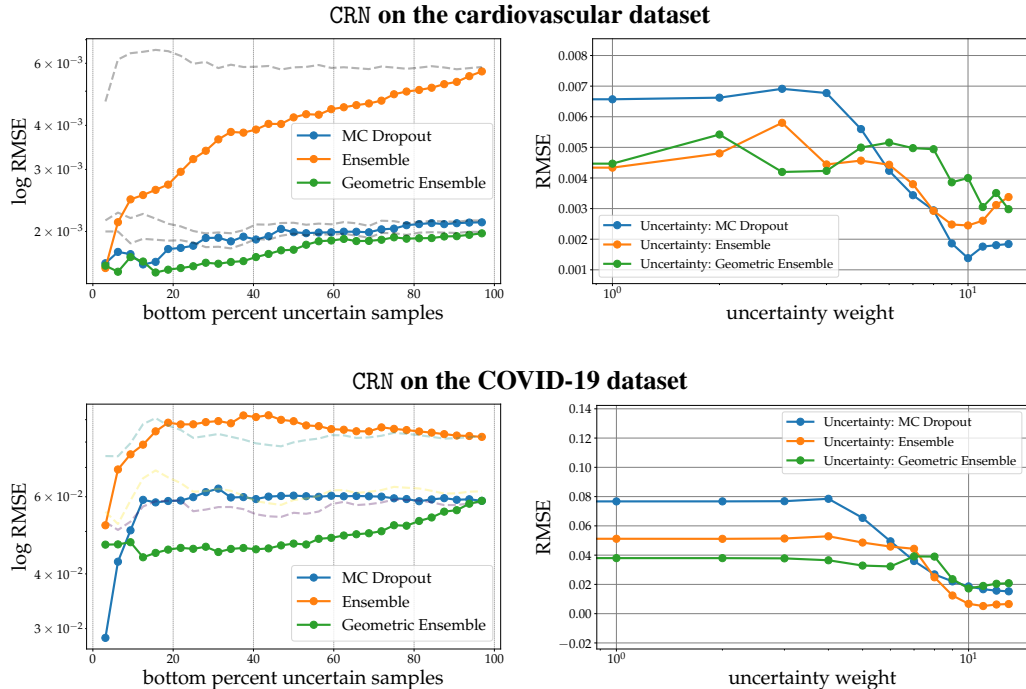 CRN on the cardiovascular dataset
6 × 10⁻³
4 × 10⁻³
3 × 10⁻³
2 × 10⁻³
log RMSE
MC Dropout
Ensemble
Geometric Ensemble
0 20 40 60 80 100
bottom percent uncertain samples
0.008
0.007
0.006
0.005
0.004
0.003
0.002
0.001
RMSE
Uncertainty: MC Dropout
Uncertainty: Ensemble
Uncertainty: Geometric Ensemble
10⁰ 10¹
uncertainty weight
CRN on the COVID-19 dataset
6 × 10⁻²
4 × 10⁻²
3 × 10⁻²
log RMSE
MC Dropout
Ensemble
Geometric Ensemble
0 20 40 60 80 100
bottom percent uncertain samples
0.14
0.12
0.10
0.08
0.06
0.04
0.02
0.00
−0.02
RMSE
Uncertainty: MC Dropout
Uncertainty: Ensemble
Uncertainty: Geometric Ensemble
10⁰ 10¹
uncertainty weight